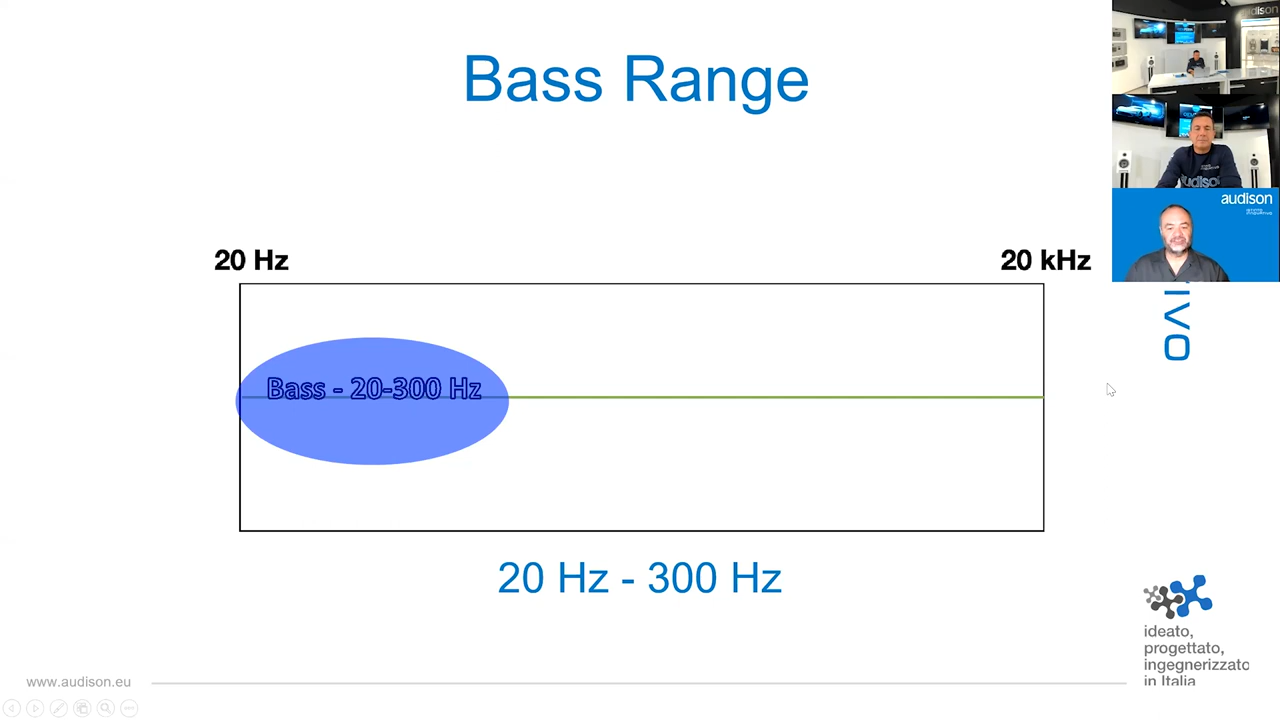 Bass Range
audison
20 Hz
20 kHz
IVO
Bass - 20-300 Hz
20 Hz - 300 Hz
ideato,
progettato,
ingegnerizzato
in Italia
www.audison.eu